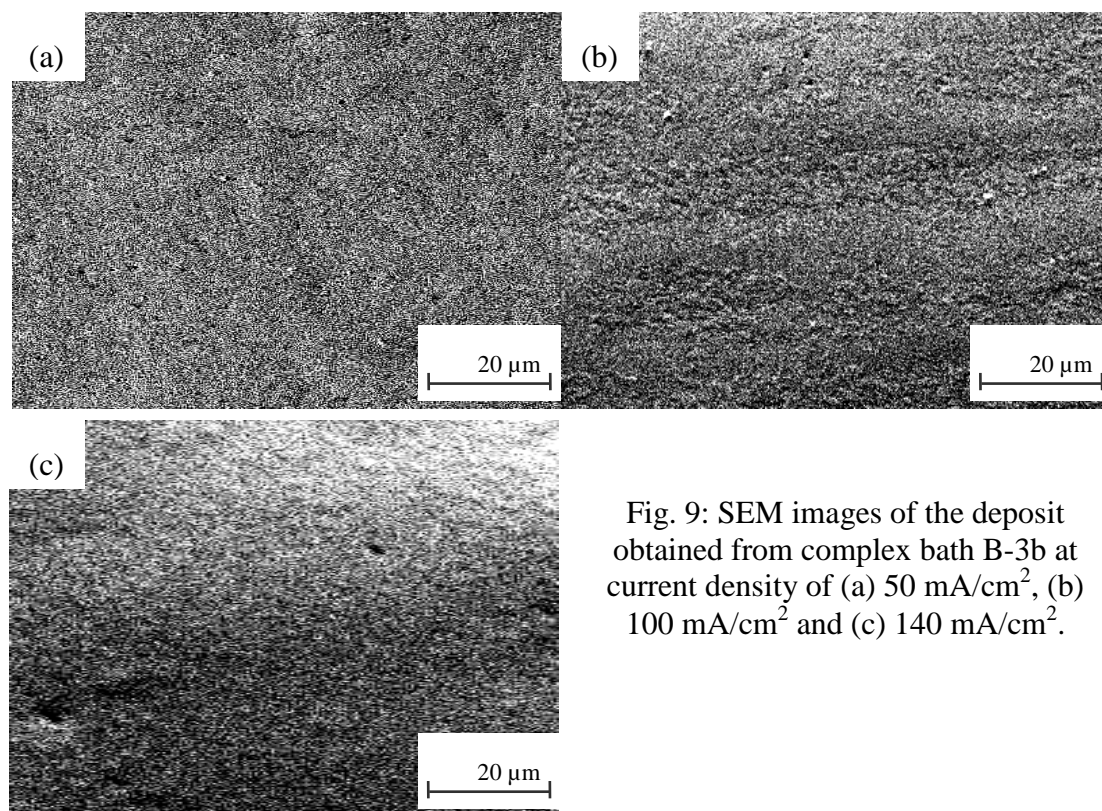 (a)
20 µm
(b)
20 µm
(c)
20 µm
Fig. 9: SEM images of the deposit
obtained from complex bath B-3b at
current density of (a) 50 mA/cm², (b)
100 mA/cm² and (c) 140 mA/cm².